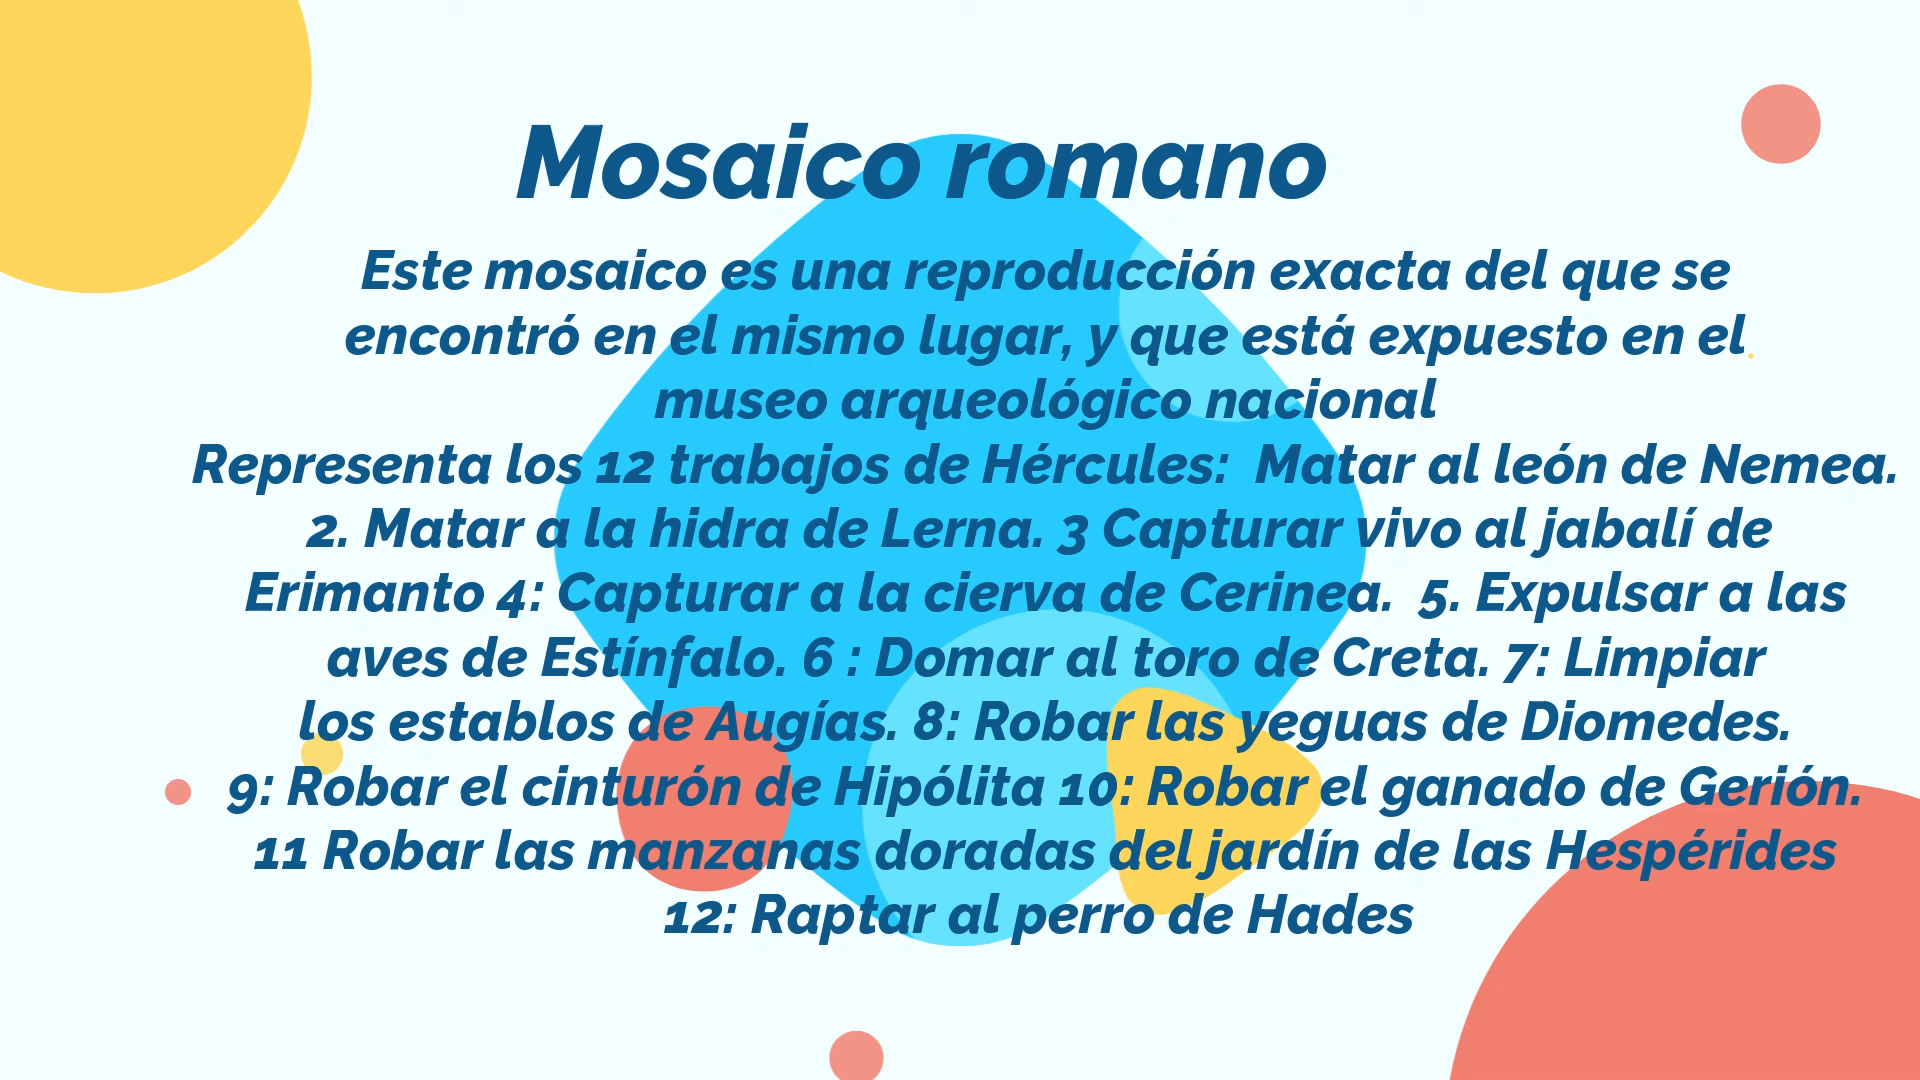 Mosaico romano
Este mosaico es una reproducción exacta del que se
encontró en el mismo lugar, y que está expuesto en el.
museo arqueológico nacional
Representa los 12 trabajos de Hércules:  Matar al león de Nemea.
2. Matar a la hidra de Lerna. 3 Capturar vivo al jabalí de
Erimanto 4: Capturar a la cierva de Cerinea.  5. Expulsar a las
aves de Estínfalo. 6 : Domar al toro de Creta. 7: Limpiar
los establos de Augías. 8: Robar las yeguas de Diomedes.
9: Robar el cinturón de Hipólita 10: Robar el ganado de Gerión.
11 Robar las manzanas doradas del jardín de las Hespérides
12: Raptar al perro de Hades